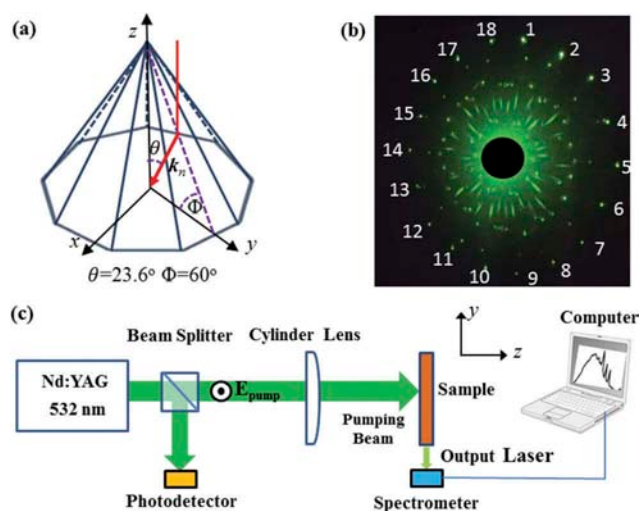 (a)
z
θ
kₙ
Φ
x
y
θ=23.6° Φ=60°
(b)
18
1
17
2
16
3
15
4
14
5
13
6
12
7
11
8
10
9
(c)
Beam Splitter
Cylinder Lens
y
z
Computer
Nd:YAG
532 nm
E_pump
Sample
Pumping
Beam
Output Laser
Photodetector
Spectrometer